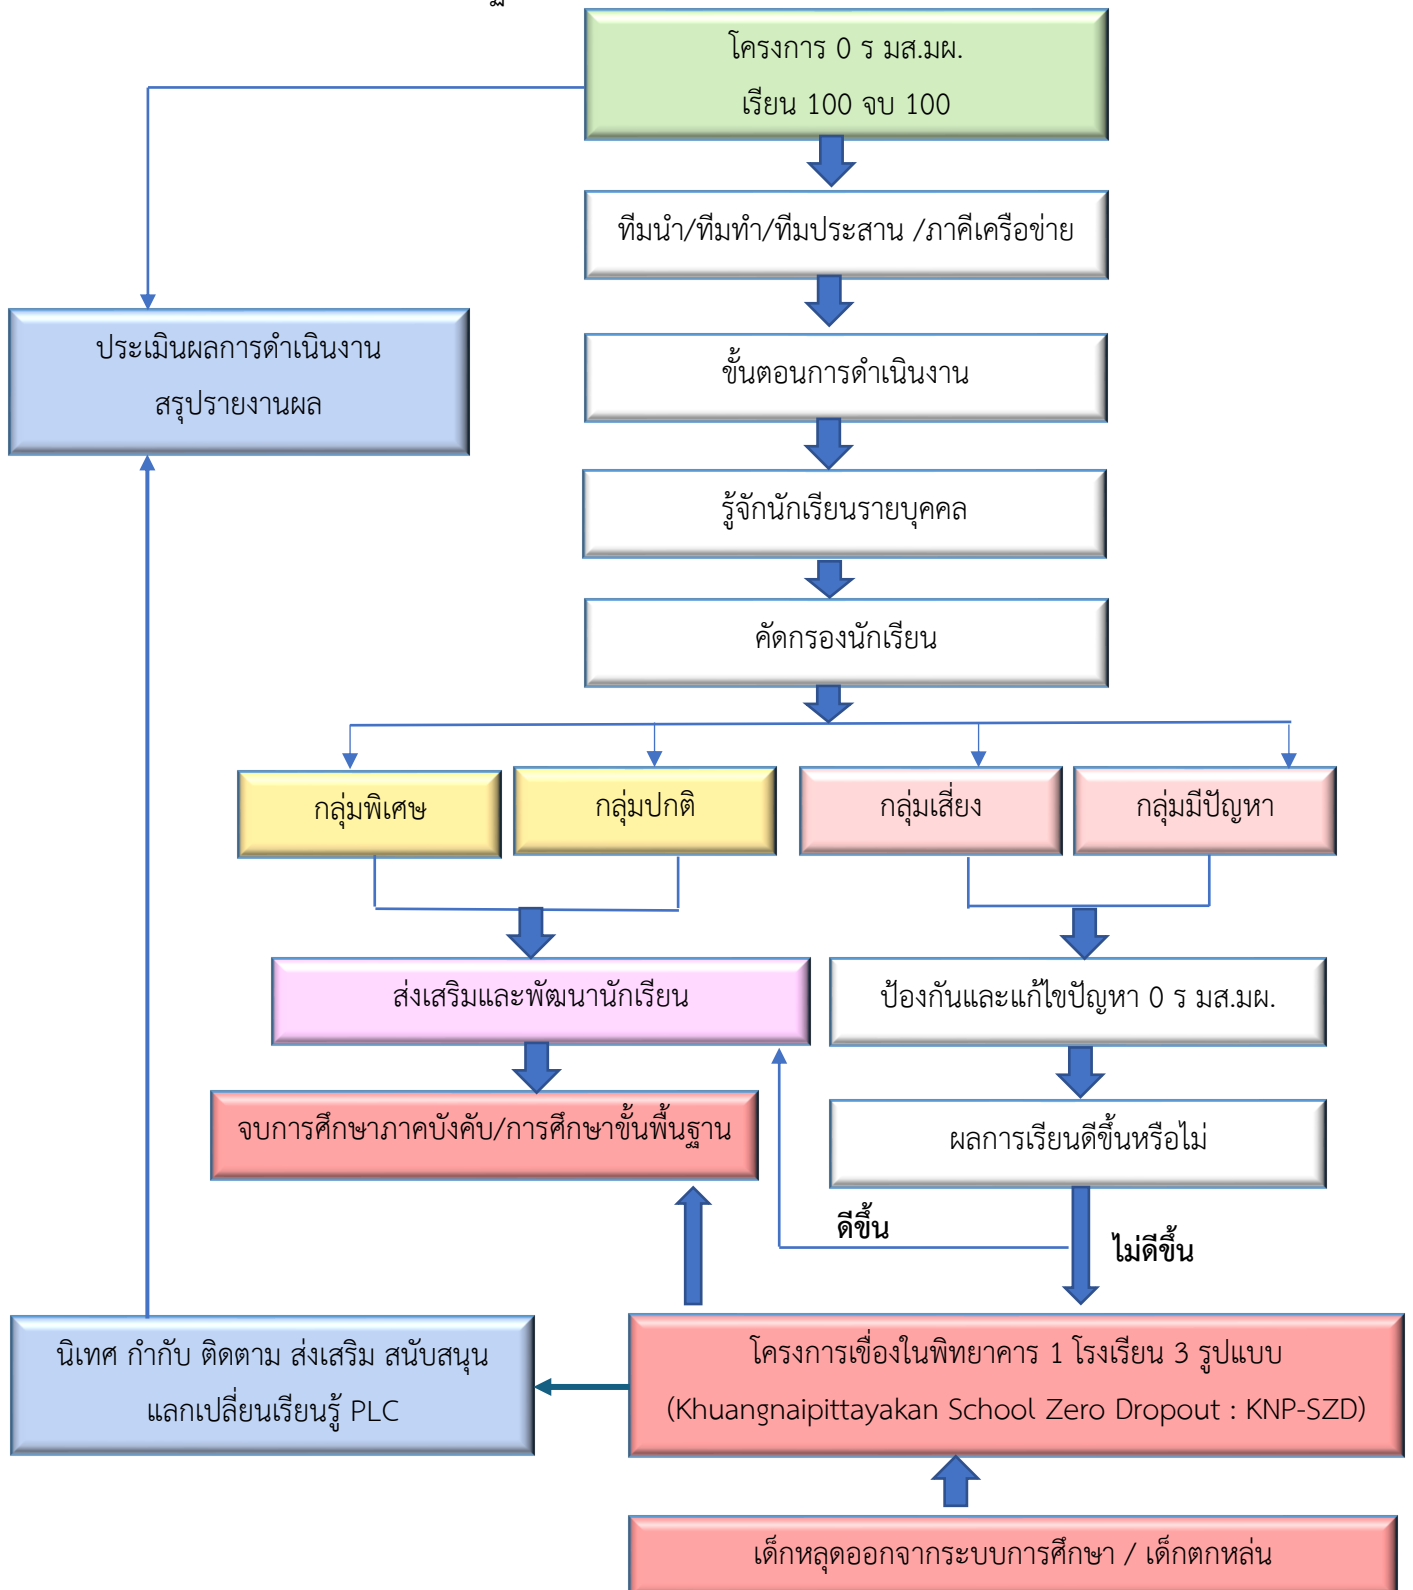 โครงการ 0 ร มส.มผ.
เรียน 100 จบ 100
ทีมนำ/ทีมทำ/ทีมประสาน /ภาคีเครือข่าย
ประเมินผลการดำเนินงาน
สรุปรายงานผล
ขั้นตอนการดำเนินงาน
รู้จักนักเรียนรายบุคคล
คัดกรองนักเรียน
กลุ่มพิเศษ
กลุ่มปกติ
กลุ่มเสี่ยง
กลุ่มมีปัญหา
ส่งเสริมและพัฒนานักเรียน
ป้องกันและแก้ไขปัญหา 0 ร มส.มผ.
จบการศึกษาภาคบังคับ/การศึกษาขั้นพื้นฐาน
ผลการเรียนดีขึ้นหรือไม่
ดีขึ้น
ไม่ดีขึ้น
นิเทศ กำกับ ติดตาม ส่งเสริม สนับสนุน
แลกเปลี่ยนเรียนรู้ PLC
โครงการเขื่องในพิทยาคาร 1 โรงเรียน 3 รูปแบบ
(Khuangnaipittayakan School Zero Dropout : KNP-SZD)
เด็กหลุดออกจากระบบการศึกษา / เด็กตกหล่น